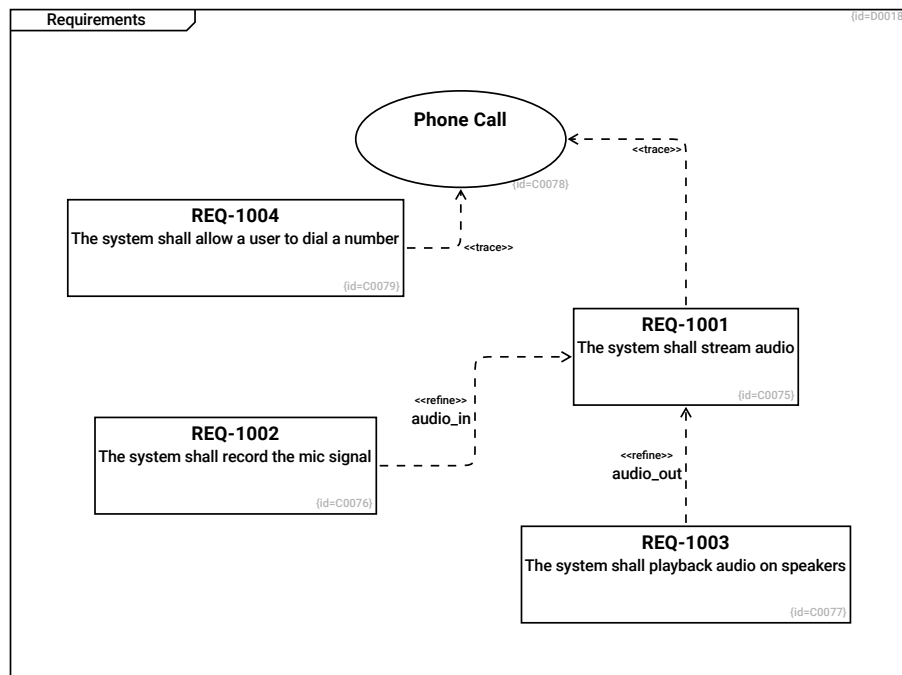 Requirements
{id=D0018
Phone Call
<<trace>>
{id=C0078}
REQ-1004
The system shall allow a user to dial a number
<<trace>>
{id=C0079}
REQ-1001
The system shall stream audio
{id=C0075}
<<refine>>
audio_in
REQ-1002
The system shall record the mic signal
{id=C0076}
<<refine>>
audio_out
REQ-1003
The system shall playback audio on speakers
{id=C0077}